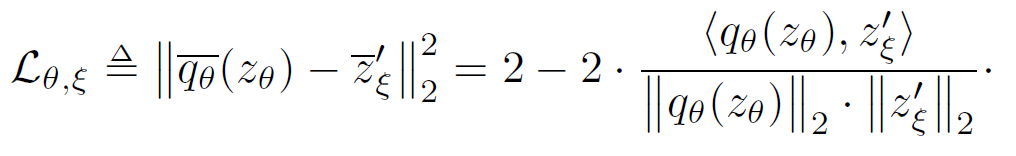 $\mathcal{L}_{\theta,\xi} \triangleq \left\| \overline{q_\theta}(z_\theta) - \overline{z}'_\xi \right\|_2^2 = 2 - 2 \cdot \frac{\langle q_\theta(z_\theta), z'_\xi \rangle}{\left\| q_\theta(z_\theta) \right\|_2 \cdot \left\| z'_\xi \right\|_2} \cdot$